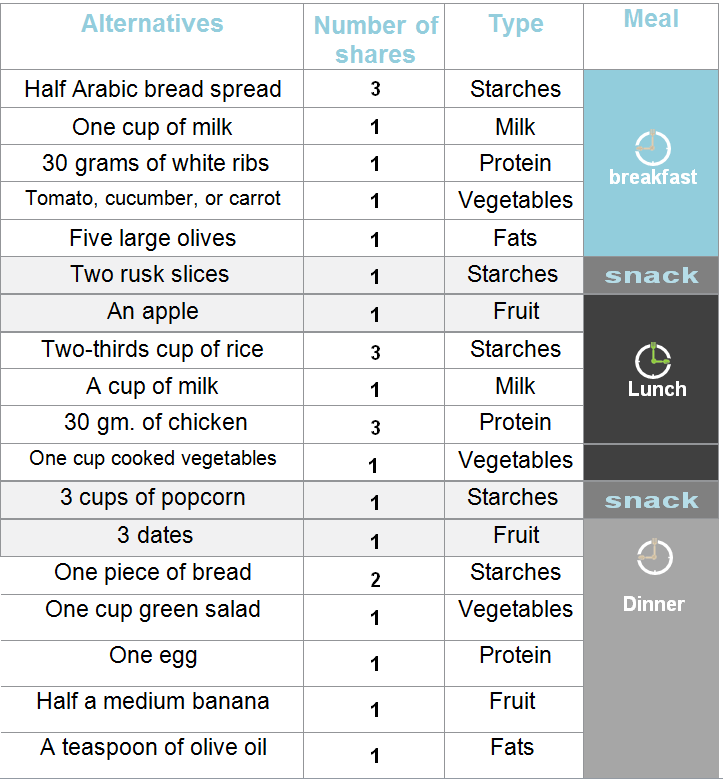 Alternatives Number of shares Type Meal
Half Arabic bread spread 3 Starches
One cup of milk 1 Milk
30 grams of white ribs 1 Protein
breakfast
Tomato, cucumber, or carrot 1 Vegetables
Five large olives 1 Fats
Two rusk slices 1 Starches snack
An apple 1 Fruit
Two-thirds cup of rice 3 Starches
A cup of milk 1 Milk
Lunch
30 gm. of chicken 3 Protein
One cup cooked vegetables 1 Vegetables
3 cups of popcorn 1 Starches snack
3 dates 1 Fruit
One piece of bread 2 Starches
One cup green salad 1 Vegetables
Dinner
One egg 1 Protein
Half a medium banana 1 Fruit
A teaspoon of olive oil 1 Fats